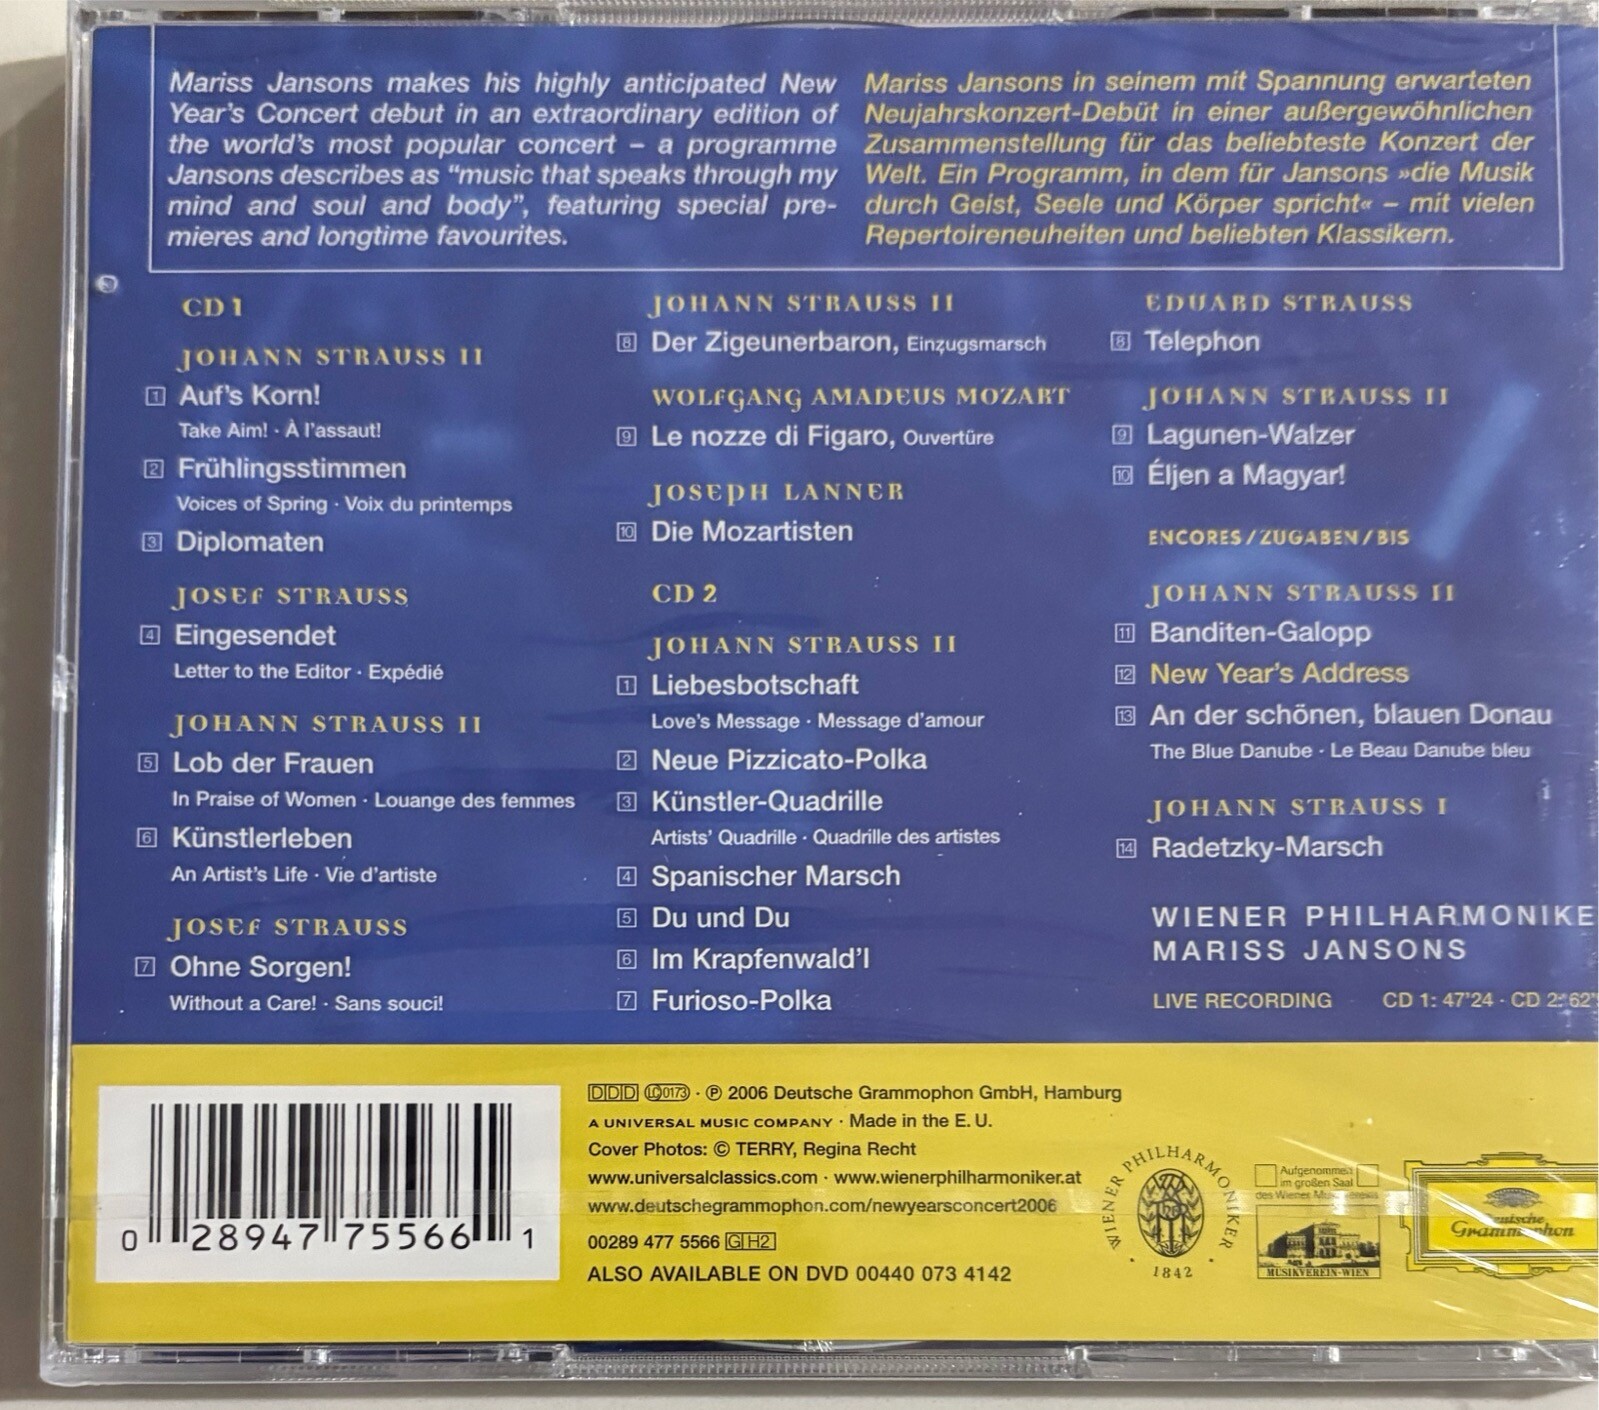 Mariss Jansons makes his highly anticipated New
Year's Concert debut in an extraordinary edition of
the world's most popular concert – a programme
Jansons describes as "music that speaks through my
mind and soul and body", featuring special pre-
mieres and longtime favourites.
Mariss Jansons in seinem mit Spannung erwarteten
Neujahrskonzert-Debüt in einer außergewöhnlichen
Zusammenstellung für das beliebteste Konzert der
Welt. Ein Programm, in dem für Jansons »die Musik
durch Geist, Seele und Körper spricht« – mit vielen
Repertoireneuheiten und beliebten Klassikern.
CD 1
JOHANN STRAUSS II
1 Auf's Korn!
Take Aim! · À l'assaut!
2 Frühlingsstimmen
Voices of Spring · Voix du printemps
3 Diplomaten
JOSEF STRAUSS
4 Eingesendet
Letter to the Editor · Expédié
JOHANN STRAUSS II
5 Lob der Frauen
In Praise of Women · Louange des femmes
6 Künstlerleben
An Artist's Life · Vie d'artiste
JOSEF STRAUSS
7 Ohne Sorgen!
Without a Care! · Sans souci!
JOHANN STRAUSS II
8 Der Zigeunerbaron, Einzugsmarsch
WOLFGANG AMADEUS MOZART
9 Le nozze di Figaro, Ouvertüre
JOSEPH LANNER
10 Die Mozartisten
CD 2
JOHANN STRAUSS II
1 Liebesbotschaft
Love's Message · Message d'amour
2 Neue Pizzicato-Polka
3 Künstler-Quadrille
Artists' Quadrille · Quadrille des artistes
4 Spanischer Marsch
5 Du und Du
6 Im Krapfenwald'l
7 Furioso-Polka
EDUARD STRAUSS
8 Telephon
JOHANN STRAUSS II
9 Lagunen-Walzer
10 Éljen a Magyar!
ENCORES / ZUGABEN / BIS
JOHANN STRAUSS II
11 Banditen-Galopp
12 New Year's Address
13 An der schönen, blauen Donau
The Blue Danube · Le Beau Danube bleu
JOHANN STRAUSS I
14 Radetzky-Marsch
WIENER PHILHARMONIKE
MARISS JANSONS
LIVE RECORDING CD 1: 47'24 · CD 2: 62'
0 28947 75566 1
DDD LC0173 · ℗ 2006 Deutsche Grammophon GmbH, Hamburg
A UNIVERSAL MUSIC COMPANY · Made in the E. U.
Cover Photos: © TERRY, Regina Recht
www.universalclassics.com · www.wienerphilharmoniker.at
www.deutschegrammophon.com/newyearsconcert2006
00289 477 5566 G H2
ALSO AVAILABLE ON DVD 00440 073 4142
WIENER PHILHARMONIKER
· 1842 ·
Aufgenommen
im großen Saal
des Wiener
MUSIKVEREIN-WIEN
Deutsche
Grammophon